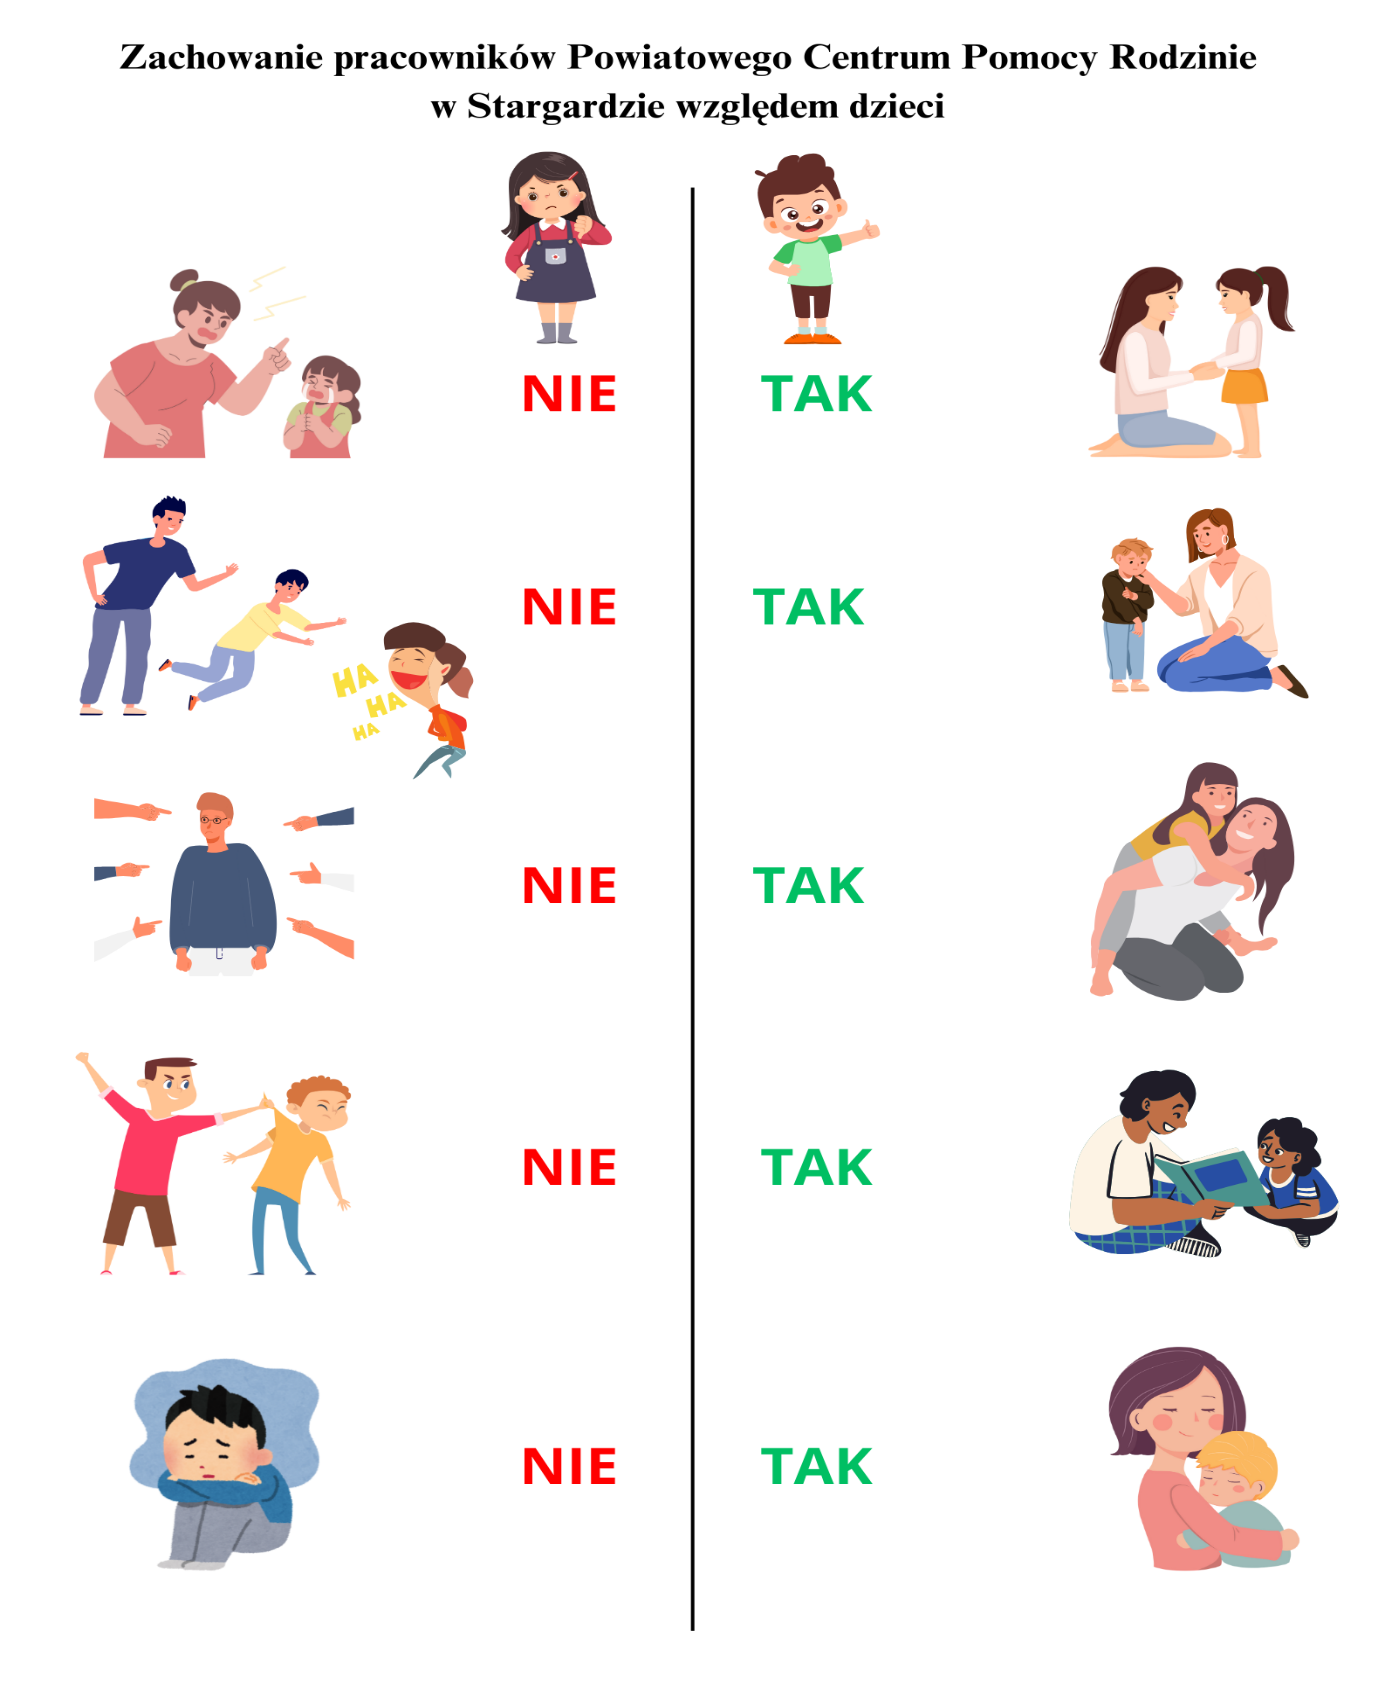 Zachowanie pracowników Powiatowego Centrum Pomocy Rodzinie
w Stargardzie względem dzieci
NIE TAK
NIE TAK
HA
HA
HA
NIE TAK
NIE TAK
NIE TAK